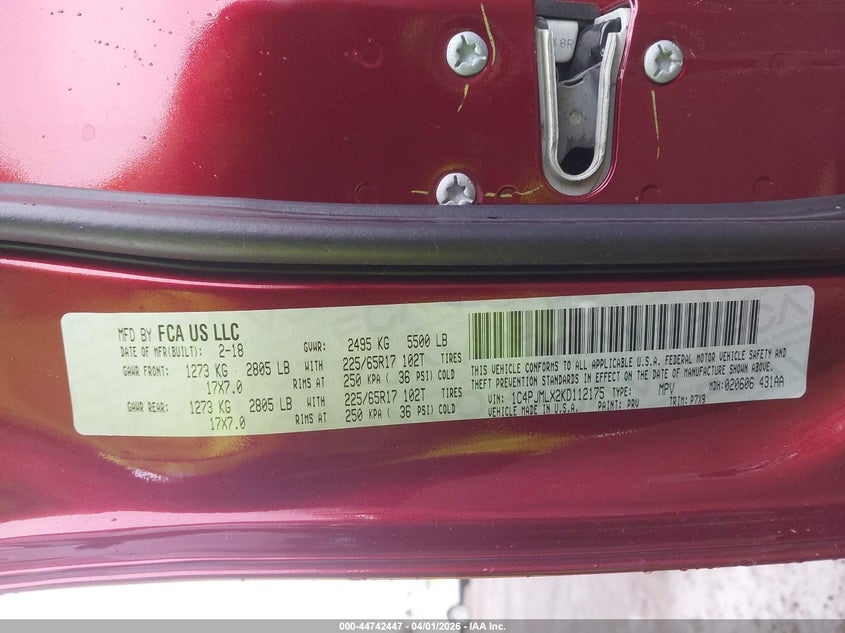 18R
MFD BY FCA US LLC
DATE OF MFR(BUILT): 2-18 GVWR: 2495 KG 5500 LB
GAWR FRONT: 1273 KG 2805 LB 225/65R17 102T TIRES
17X7.0 RIMS AT 250 KPA ( 36 PSI) COLD
GAWR REAR: 1273 KG 2805 LB 225/65R17 102T TIRES
17X7.0 RIMS AT 250 KPA ( 36 PSI) COLD
THIS VEHICLE CONFORMS TO ALL APPLICABLE U.S.A. FEDERAL MOTOR VEHICLE SAFETY AND
THEFT PREVENTION STANDARDS IN EFFECT ON THE DATE OF MANUFACTURE SHOWN ABOVE.
VIN: 1C4PJMLX2KD112175 TYPE: MPV MDH:020606 431AA
VEHICLE MADE IN U.S.A. PAINT: PRV TRIM: P7X9
000-44742447 04/01/2026 IAA Inc.